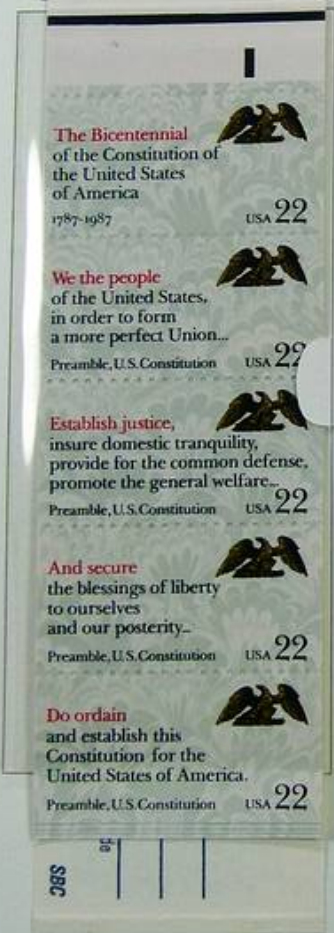 The Bicentennial
of the Constitution of
the United States
of America
1787-1987
USA 22
We the people
of the United States,
in order to form
a more perfect Union...
Preamble, U.S. Constitution USA 22
Establish justice,
insure domestic tranquility,
provide for the common defense,
promote the general welfare...
Preamble, U.S. Constitution USA 22
And secure
the blessings of liberty
to ourselves
and our posterity...
Preamble, U.S. Constitution USA 22
Do ordain
and establish this
Constitution for the
United States of America.
Preamble, U.S. Constitution USA 22
SBC
de